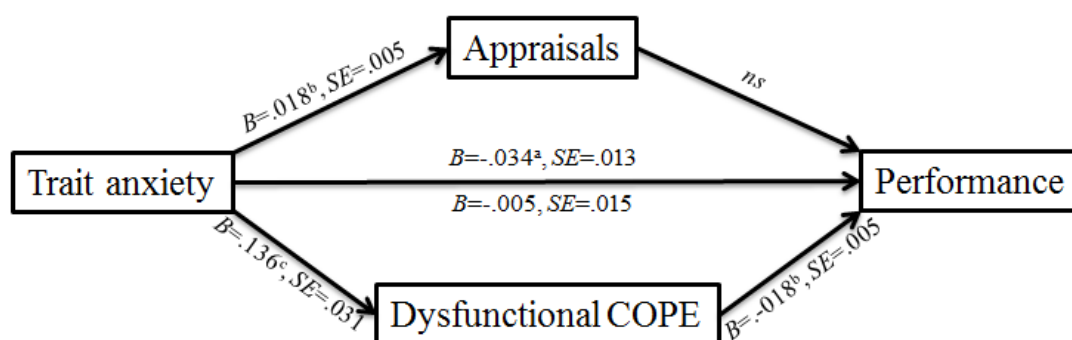 Appraisals
B=.018ᵇ, SE=.005
ns
B=-.034ᵃ, SE=.013
Trait anxiety
Performance
B=-.005, SE=.015
B=.136ᶜ, SE=.031
B=.-018ᵇ, SE=.005
Dysfunctional COPE